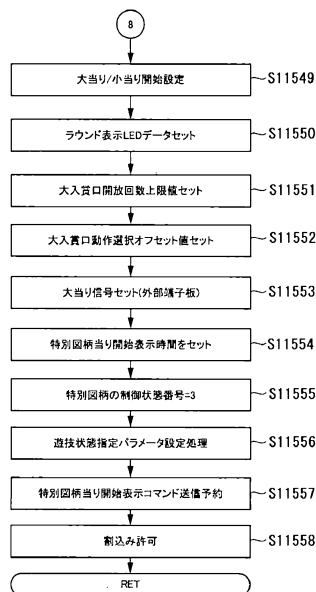 8
大当り/小当り開始設定 S11549
ラウンド表示LEDデータセット S11550
大入賞口開放回数上限値セット S11551
大入賞口動作選択オフセット値セット S11552
大当り信号セット(外部端子板) S11553
特別図柄当り開始表示時間をセット S11554
特別図柄の制御状態番号=3 S11555
遊技状態指定パラメータ設定処理 S11556
特別図柄当り開始表示コマンド送信予約 S11557
割込み許可 S11558
RET